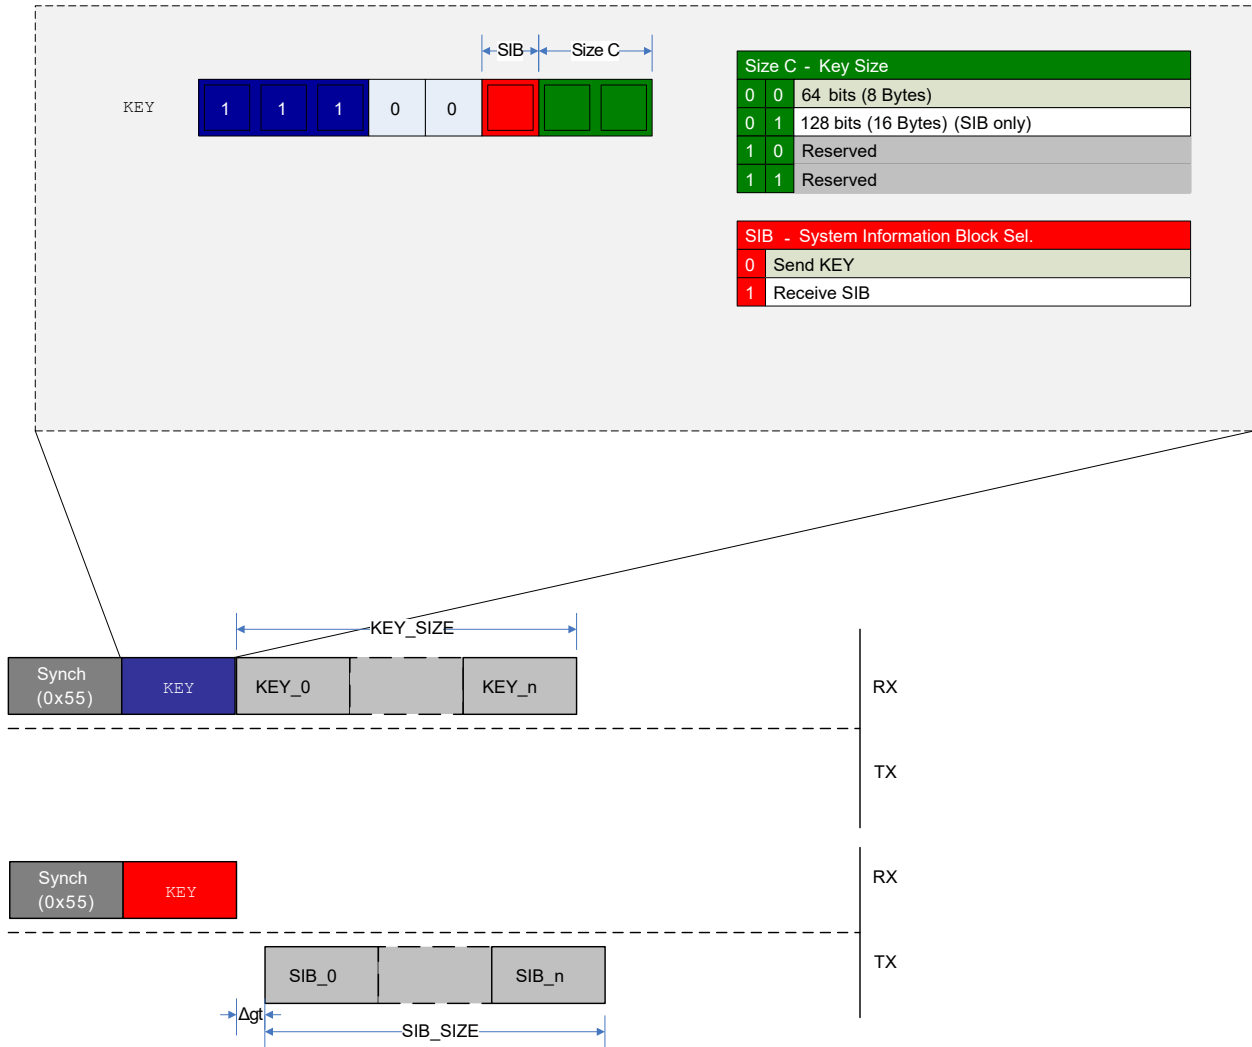 SIB Size C
KEY 1 1 1 0 0
Size C - Key Size
0 0 64 bits (8 Bytes)
0 1 128 bits (16 Bytes) (SIB only)
1 0 Reserved
1 1 Reserved
SIB - System Information Block Sel.
0 Send KEY
1 Receive SIB
KEY_SIZE
Synch
(0x55)
KEY
KEY_0
KEY_n
RX
TX
Synch
(0x55)
KEY
RX
SIB_0
SIB_n
TX
Δgt
SIB_SIZE